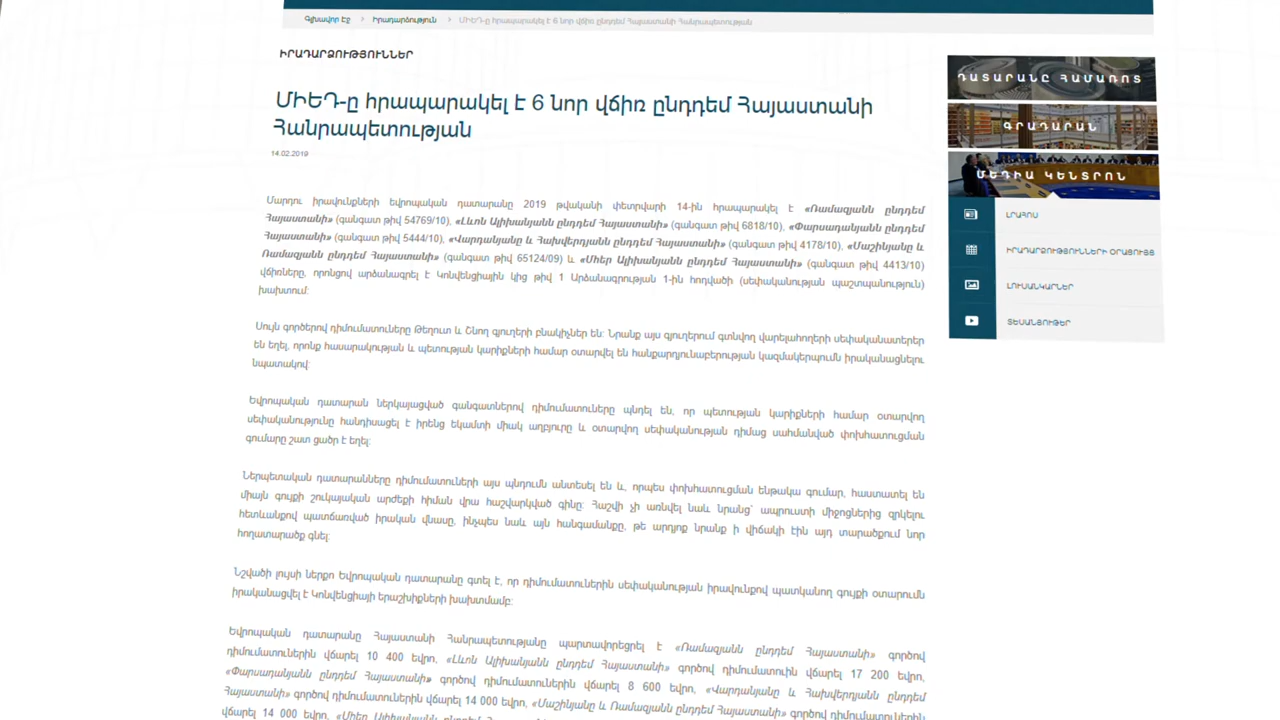 Գլխավոր Էջ > Իրադարձություն > ՄԻԵԴ-ը հրապարակել է 6 նոր վճիռ ընդդեմ Հայաստանի Հանրապետության
ԻՐԱԴԱՐՁՈՒԹՅՈՒՆՆԵՐ
ՄԻԵԴ-ը հրապարակել է 6 նոր վճիռ ընդդեմ Հայաստանի
Հանրապետության
14.02.2019
Մարդու իրավունքների եվրոպական դատարանը 2019 թվականի փետրվարի 14-ին հրապարակել է «Ռամազյանն ընդդեմ
Հայաստանի» (գանգատ թիվ 54769/10), «Լևոն Ալիխանյանն ընդդեմ Հայաստանի» (գանգատ թիվ 6818/10), «Փարսադանյանն ընդդեմ
Հայաստանի» (գանգատ թիվ 5444/10), «Վարդանյանը և Հախվերդյանն ընդդեմ Հայաստանի» (գանգատ թիվ 4178/10), «Մաշինյանը և
Ռամազյանն ընդդեմ Հայաստանի» (գանգատ թիվ 65124/09) և «Մհեր Ալիխանյանն ընդդեմ Հայաստանի» (գանգատ թիվ 4413/10)
վճիռները, որոնցով արձանագրել է Կոնվենցիային կից թիվ 1 Արձանագրության 1-ին հոդվածի (սեփականության պաշտպանություն)
խախտում:
Սույն գործերով դիմումատուները Թեղուտ և Շնող գյուղերի բնակիչներ են: Նրանք այս գյուղերում գտնվող վարելահողերի սեփականատերեր
են եղել, որոնք հասարակության և պետության կարիքների համար օտարվել են հանքարդյունաբերության կազմակերպումն իրականացնելու
նպատակով:
Եվրոպական դատարան ներկայացված գանգատներով դիմումատուները պնդել են, որ պետության կարիքների համար օտարվող
սեփականությունը հանդիսացել է իրենց եկամտի միակ աղբյուրը և օտարվող սեփականության դիմաց սահմանված փոխհատուցման
գումարը շատ ցածր է եղել:
Ներպետական դատարանները դիմումատուների այս պնդումն անտեսել են և, որպես փոխհատուցման ենթակա գումար, հաստատել են
միայն գույքի շուկայական արժեքի հիման վրա հաշվարկված գինը: Հաշվի չի առնվել նաև նրանց` ապրուստի միջոցներից զրկելու
հետևանքով պատճառված իրական վնասը, ինչպես նաև այն հանգամանքը, թե արդյոք նրանք ի վիճակի էին այդ տարածքում նոր
հողատարածք գնել:
Նշվածի լույսի ներքո Եվրոպական դատարանը գտել է, որ դիմումատուներին սեփականության իրավունքով պատկանող գույքի օտարումն
իրականացվել է Կոնվենցիայի երաշխիքների խախտմամբ:
Եվրոպական դատարանը Հայաստանի Հանրապետությանը պարտավորեցրել է «Ռամազյանն ընդդեմ Հայաստանի» գործով
դիմումատուներին վճարել 10 400 եվրո, «Լևոն Ալիխանյանն ընդդեմ Հայաստանի» գործով դիմումատուին վճարել 17 200 եվրո,
«Փարսադանյանն ընդդեմ Հայաստանի» գործով դիմումատուներին վճարել 8 600 եվրո, «Վարդանյանը և Հախվերդյանն ընդդեմ
Հայաստանի» գործով դիմումատուներին վճարել 14 000 եվրո, «Մաշինյանը և Ռամազյանն ընդդեմ Հայաստանի» գործով դիմումատուներին
վճարել 14 000 եվրո, «Մհեր Ալիխանյանն
ԴԱՏԱՐԱՆԸ ՀԱՄԱՌՈՏ
ԳՐԱԴԱՐԱՆ
ՄԵԴԻԱ ԿԵՆՏՐՈՆ
ԼՐԱՀՈՍ
ԻՐԱԴԱՐՁՈՒԹՅՈՒՆՆԵՐԻ ՕՐԱՑՈՒՅՑ
ԼՈՒՍԱՆԿԱՐՆԵՐ
ՏԵՍԱՆՅՈՒԹԵՐ